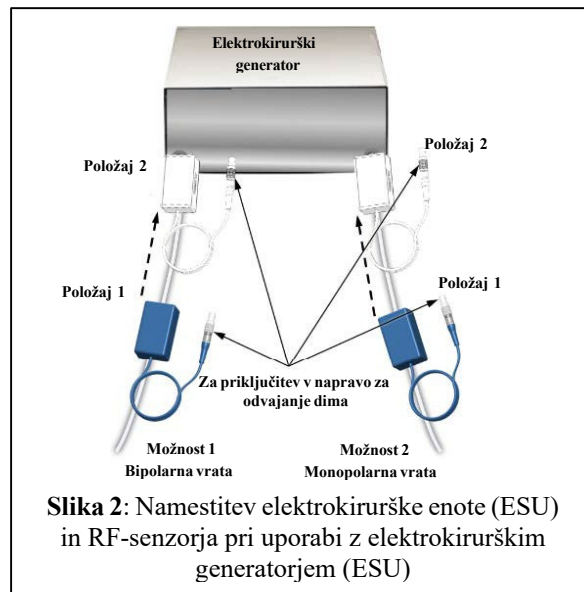 Elektrokirurški
generator
Položaj 2
Položaj 2
Položaj 1
Položaj 1
Za priključitev v napravo za
odvajanje dima
Možnost 1
Bipolarna vrata
Možnost 2
Monopolarna vrata
Slika 2: Namestitev elektrokirurške enote (ESU)
in RF-senzorja pri uporabi z elektrokirurškim
generatorjem (ESU)